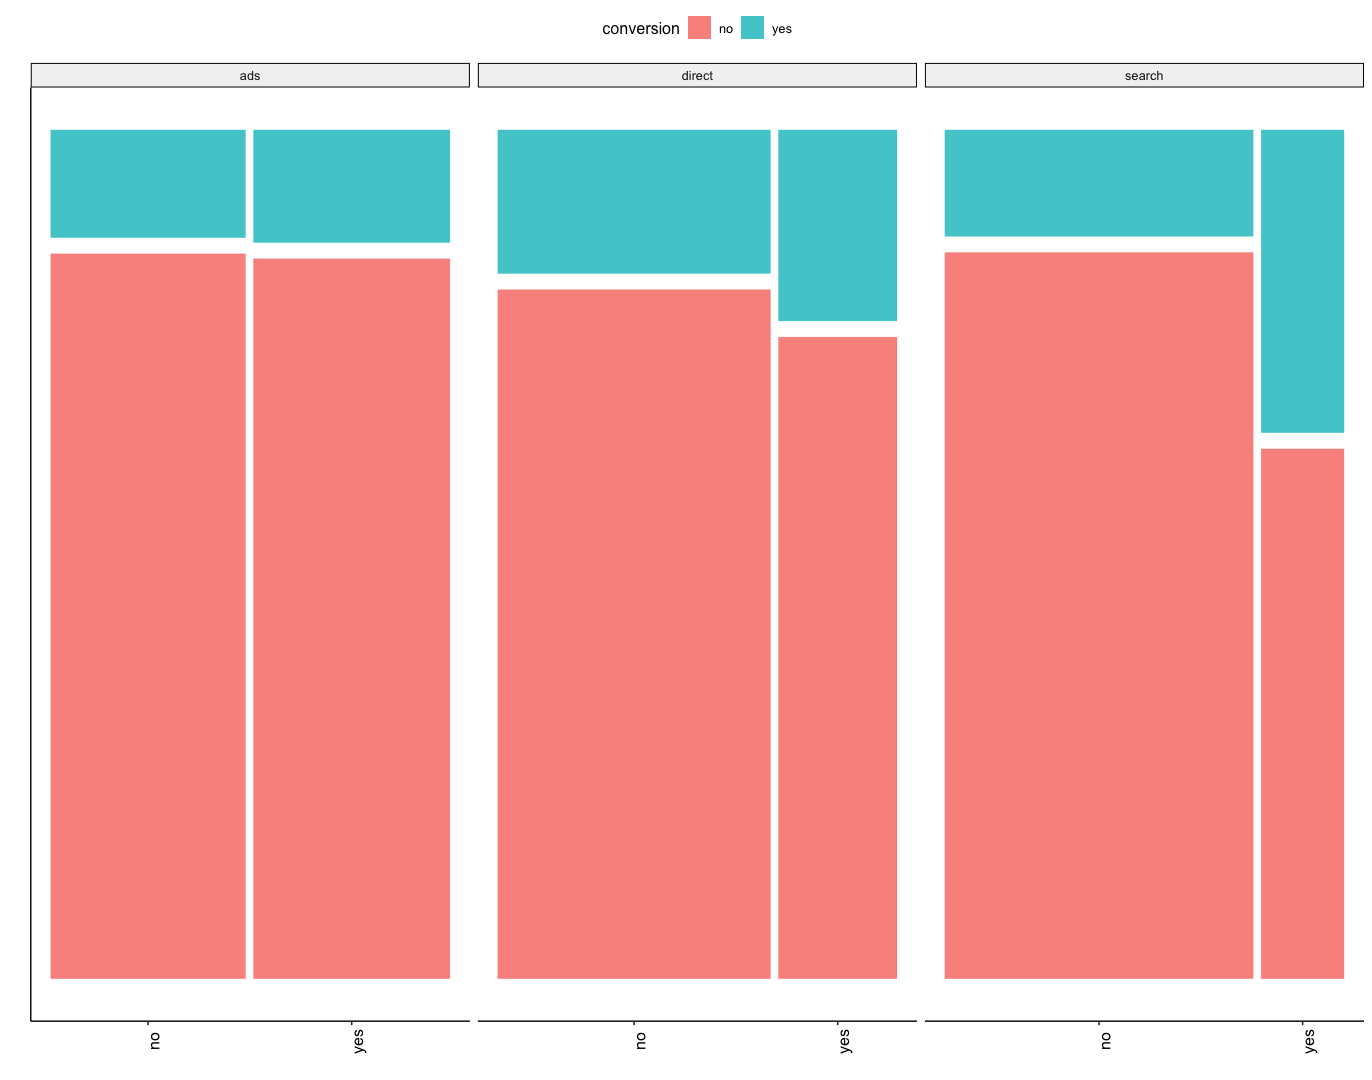 conversion no yes
ads direct search
no yes no yes no yes